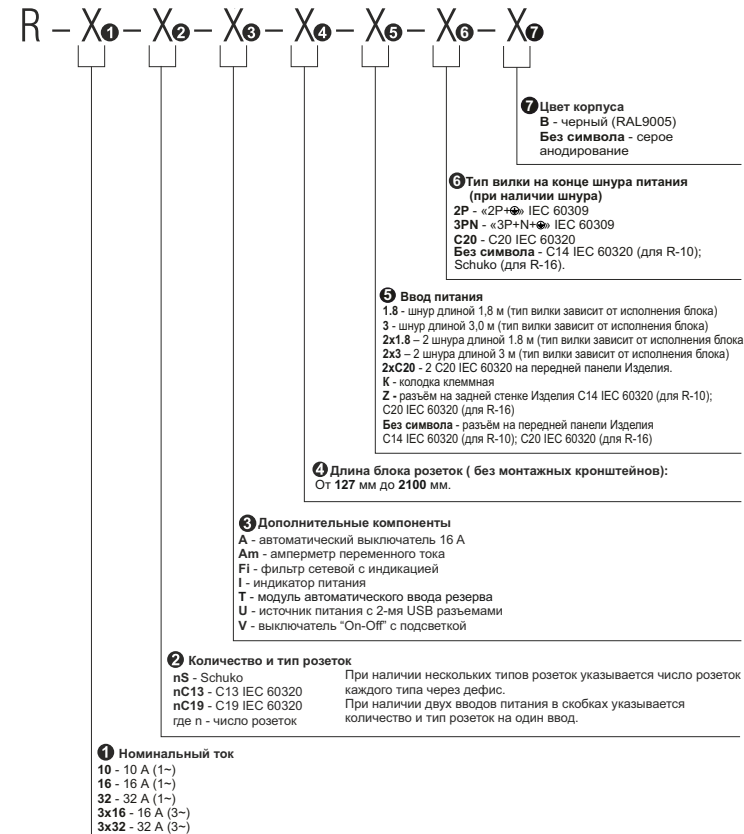 R – X❶– X❷– X❸– X❹– X❺– X❻– X❼
❼Цвет корпуса
B - черный (RAL9005)
Без символа - серое
анодирование
❻Тип вилки на конце шнура питания
(при наличии шнура)
2P - «2P+⏚» IEC 60309
3PN - «3P+N+⏚» IEC 60309
C20 - C20 IEC 60320
Без символа - C14 IEC 60320 (для R-10);
Schuko (для R-16).
❺ Ввод питания
1.8 - шнур длиной 1,8 м (тип вилки зависит от исполнения блока)
3 - шнур длиной 3,0 м (тип вилки зависит от исполнения блока)
2x1.8 – 2 шнура длиной 1.8 м (тип вилки зависит от исполнения блока
2x3 – 2 шнура длиной 3 м (тип вилки зависит от исполнения блока)
2xC20 - 2 C20 IEC 60320 на передней панели Изделия.
К - колодка клеммная
Z - разъём на задней стенке Изделия C14 IEC 60320 (для R-10);
C20 IEC 60320 (для R-16)
Без символа - разъём на передней панели Изделия
C14 IEC 60320 (для R-10); C20 IEC 60320 (для R-16)
❹ Длина блока розеток ( без монтажных кронштейнов):
От 127 мм до 2100 мм.
❸Дополнительные компоненты
A - автоматический выключатель 16 А
Am - амперметр переменного тока
Fi - фильтр сетевой с индикацией
I - индикатор питания
T - модуль автоматического ввода резерва
U - источник питания с 2-мя USB разъемами
V - выключатель “On-Off” с подсветкой
❷ Количество и тип розеток
nS - Schuko
nC13 - C13 IEC 60320
nC19 - C19 IEC 60320
где n - число розеток
При наличии нескольких типов розеток указывается число розеток
каждого типа через дефис.
При наличии двух вводов питания в скобках указывается
количество и тип розеток на один ввод.
❶ Номинальный ток
10 - 10 А (1~)
16 - 16 А (1~)
32 - 32 А (1~)
3x16 - 16 А (3~)
3x32 - 32 А (3~)